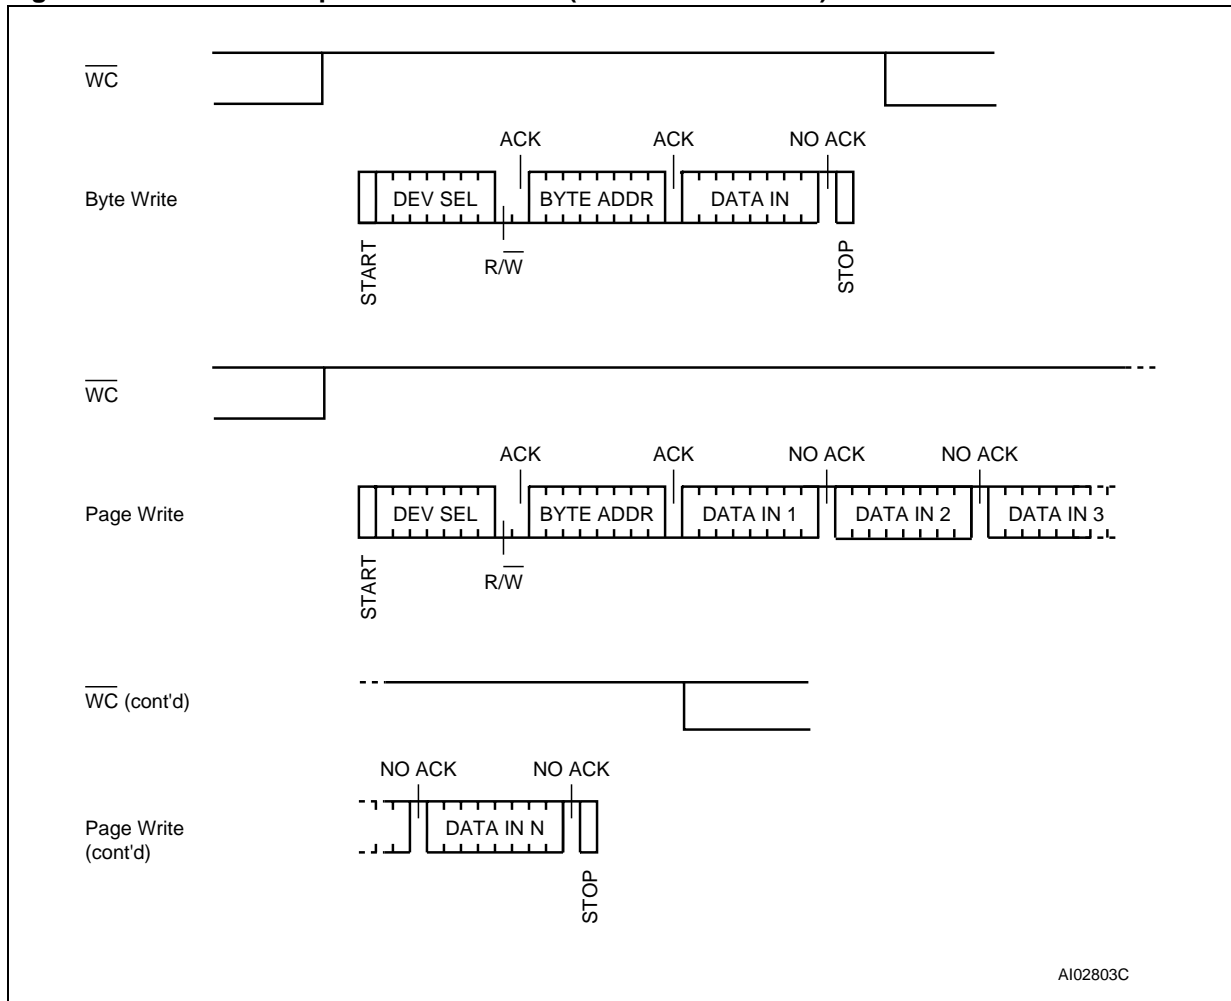 WC
ACK ACK NO ACK
Byte Write DEV SEL BYTE ADDR DATA IN
START R/W STOP
WC
ACK ACK NO ACK NO ACK
Page Write DEV SEL BYTE ADDR DATA IN 1 DATA IN 2 DATA IN 3
START R/W
WC (cont'd)
NO ACK NO ACK
Page Write DATA IN N
(cont'd)
STOP
AI02803C